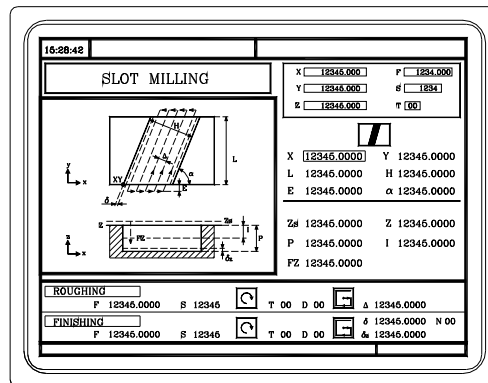 15:28:42
SLOT MILLING
X 12345.000 F 1234.000
Y 12345.000 S 1234
Z 12345.000 T 00
H
L
α
E
XY
δ
y
x
X 12345.0000 Y 12345.0000
L 12345.0000 H 12345.0000
E 12345.0000 α 12345.0000
Z
Zs
I
P
FZ
δz
z
x
Zs 12345.0000 Z 12345.0000
P 12345.0000 I 12345.0000
FZ 12345.0000
ROUGHING
F 12345.0000 S 12345 T 00 D 00 Δ 12345.0000
FINISHING
δ 12345.0000 N 00
F 12345.0000 S 12345 T 00 D 00 δz 12345.0000